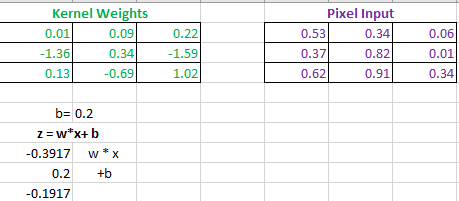 Kernel Weights Pixel Input
0.01 0.09 0.22 0.53 0.34 0.06
-1.36 0.34 -1.59 0.37 0.82 0.01
0.13 -0.69 1.02 0.62 0.91 0.34
b= 0.2
z = w*x+ b
-0.3917 w * x
0.2 +b
-0.1917